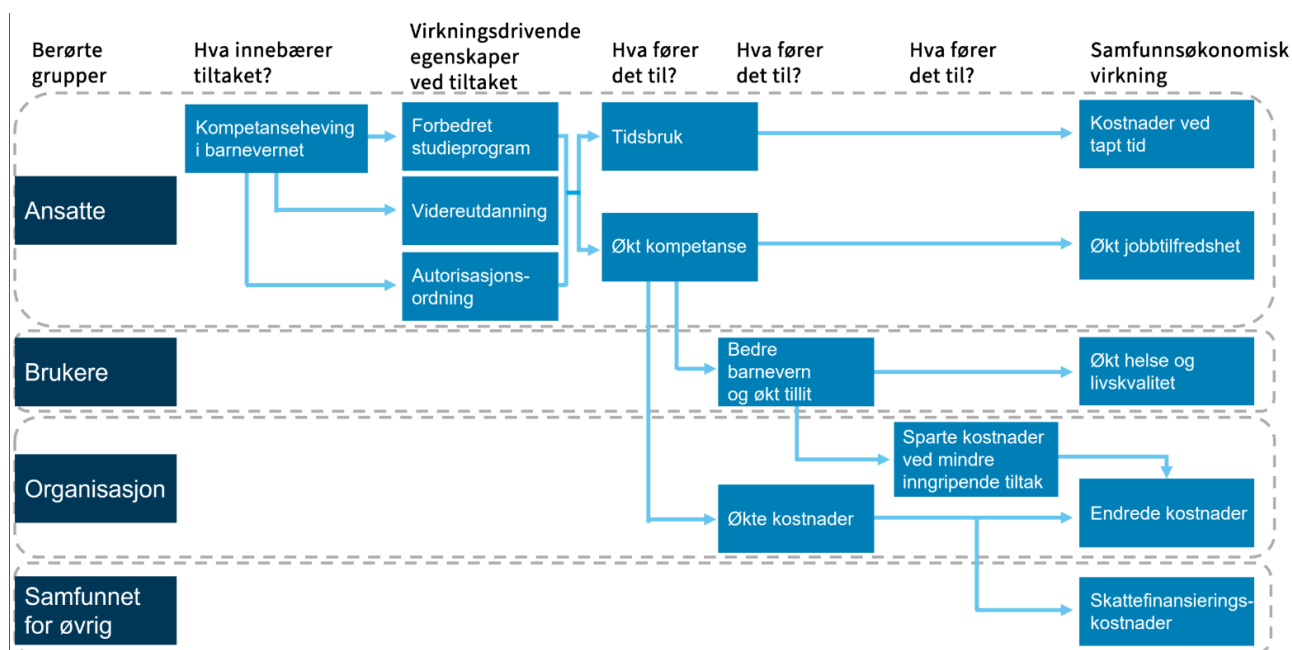 Berørte
grupper
Hva innebærer
tiltaket?
Virkningsdrivende
egenskaper
ved tiltaket
Hva fører
det til?
Hva fører
det til?
Hva fører
det til?
Samfunnsøkonomisk
virkning
Ansatte
Kompetanseheving
i barnevernet
Forbedret
studieprogram
Videreutdanning
Autorisasjons-
ordning
Tidsbruk
Økt kompetanse
Kostnader ved
tapt tid
Økt jobbtilfredshet
Brukere
Bedre
barnevern
og økt tillit
Økt helse og
livskvalitet
Organisasjon
Sparte kostnader
ved mindre
inngripende tiltak
Økte kostnader
Endrede kostnader
Samfunnet
for øvrig
Skattefinansierings-
kostnader